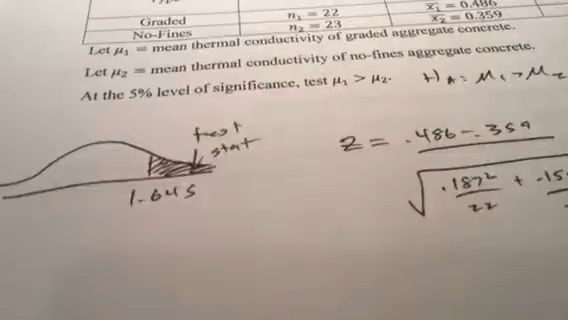 Graded n₁ = 22 x̄₁ = 0.486
No-Fines n₂ = 23 x̄₂ = 0.359
Let μ₁ = mean thermal conductivity of graded aggregate concrete.
Let μ₂ = mean thermal conductivity of no-fines aggregate concrete.
At the 5% level of significance, test μ₁ > μ₂. H_A: μ₁ > μ₂
test
stat
1.645
Z = .486 - .359
√ .187² + .15
22